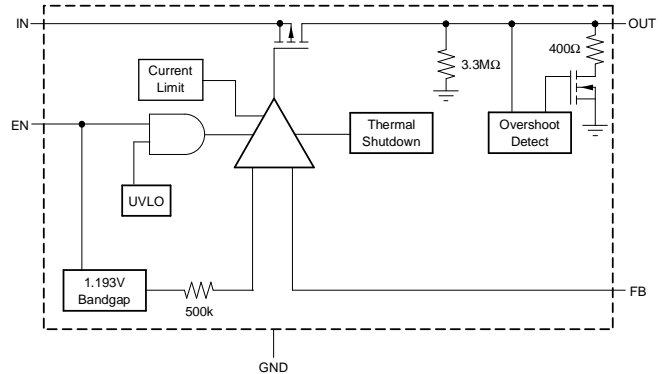 IN
OUT
400Ω
3.3MΩ
Current
Limit
EN
Thermal
Shutdown
Overshoot
Detect
UVLO
1.193V
Bandgap
500k
FB
GND